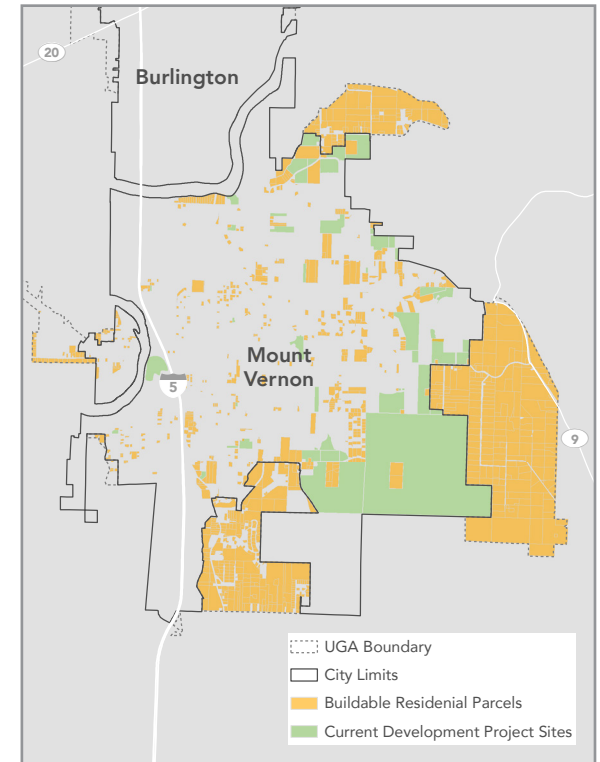 20
Burlington
Mount
Vernon
5
9
UGA Boundary
City Limits
Buildable Residenial Parcels
Current Development Project Sites